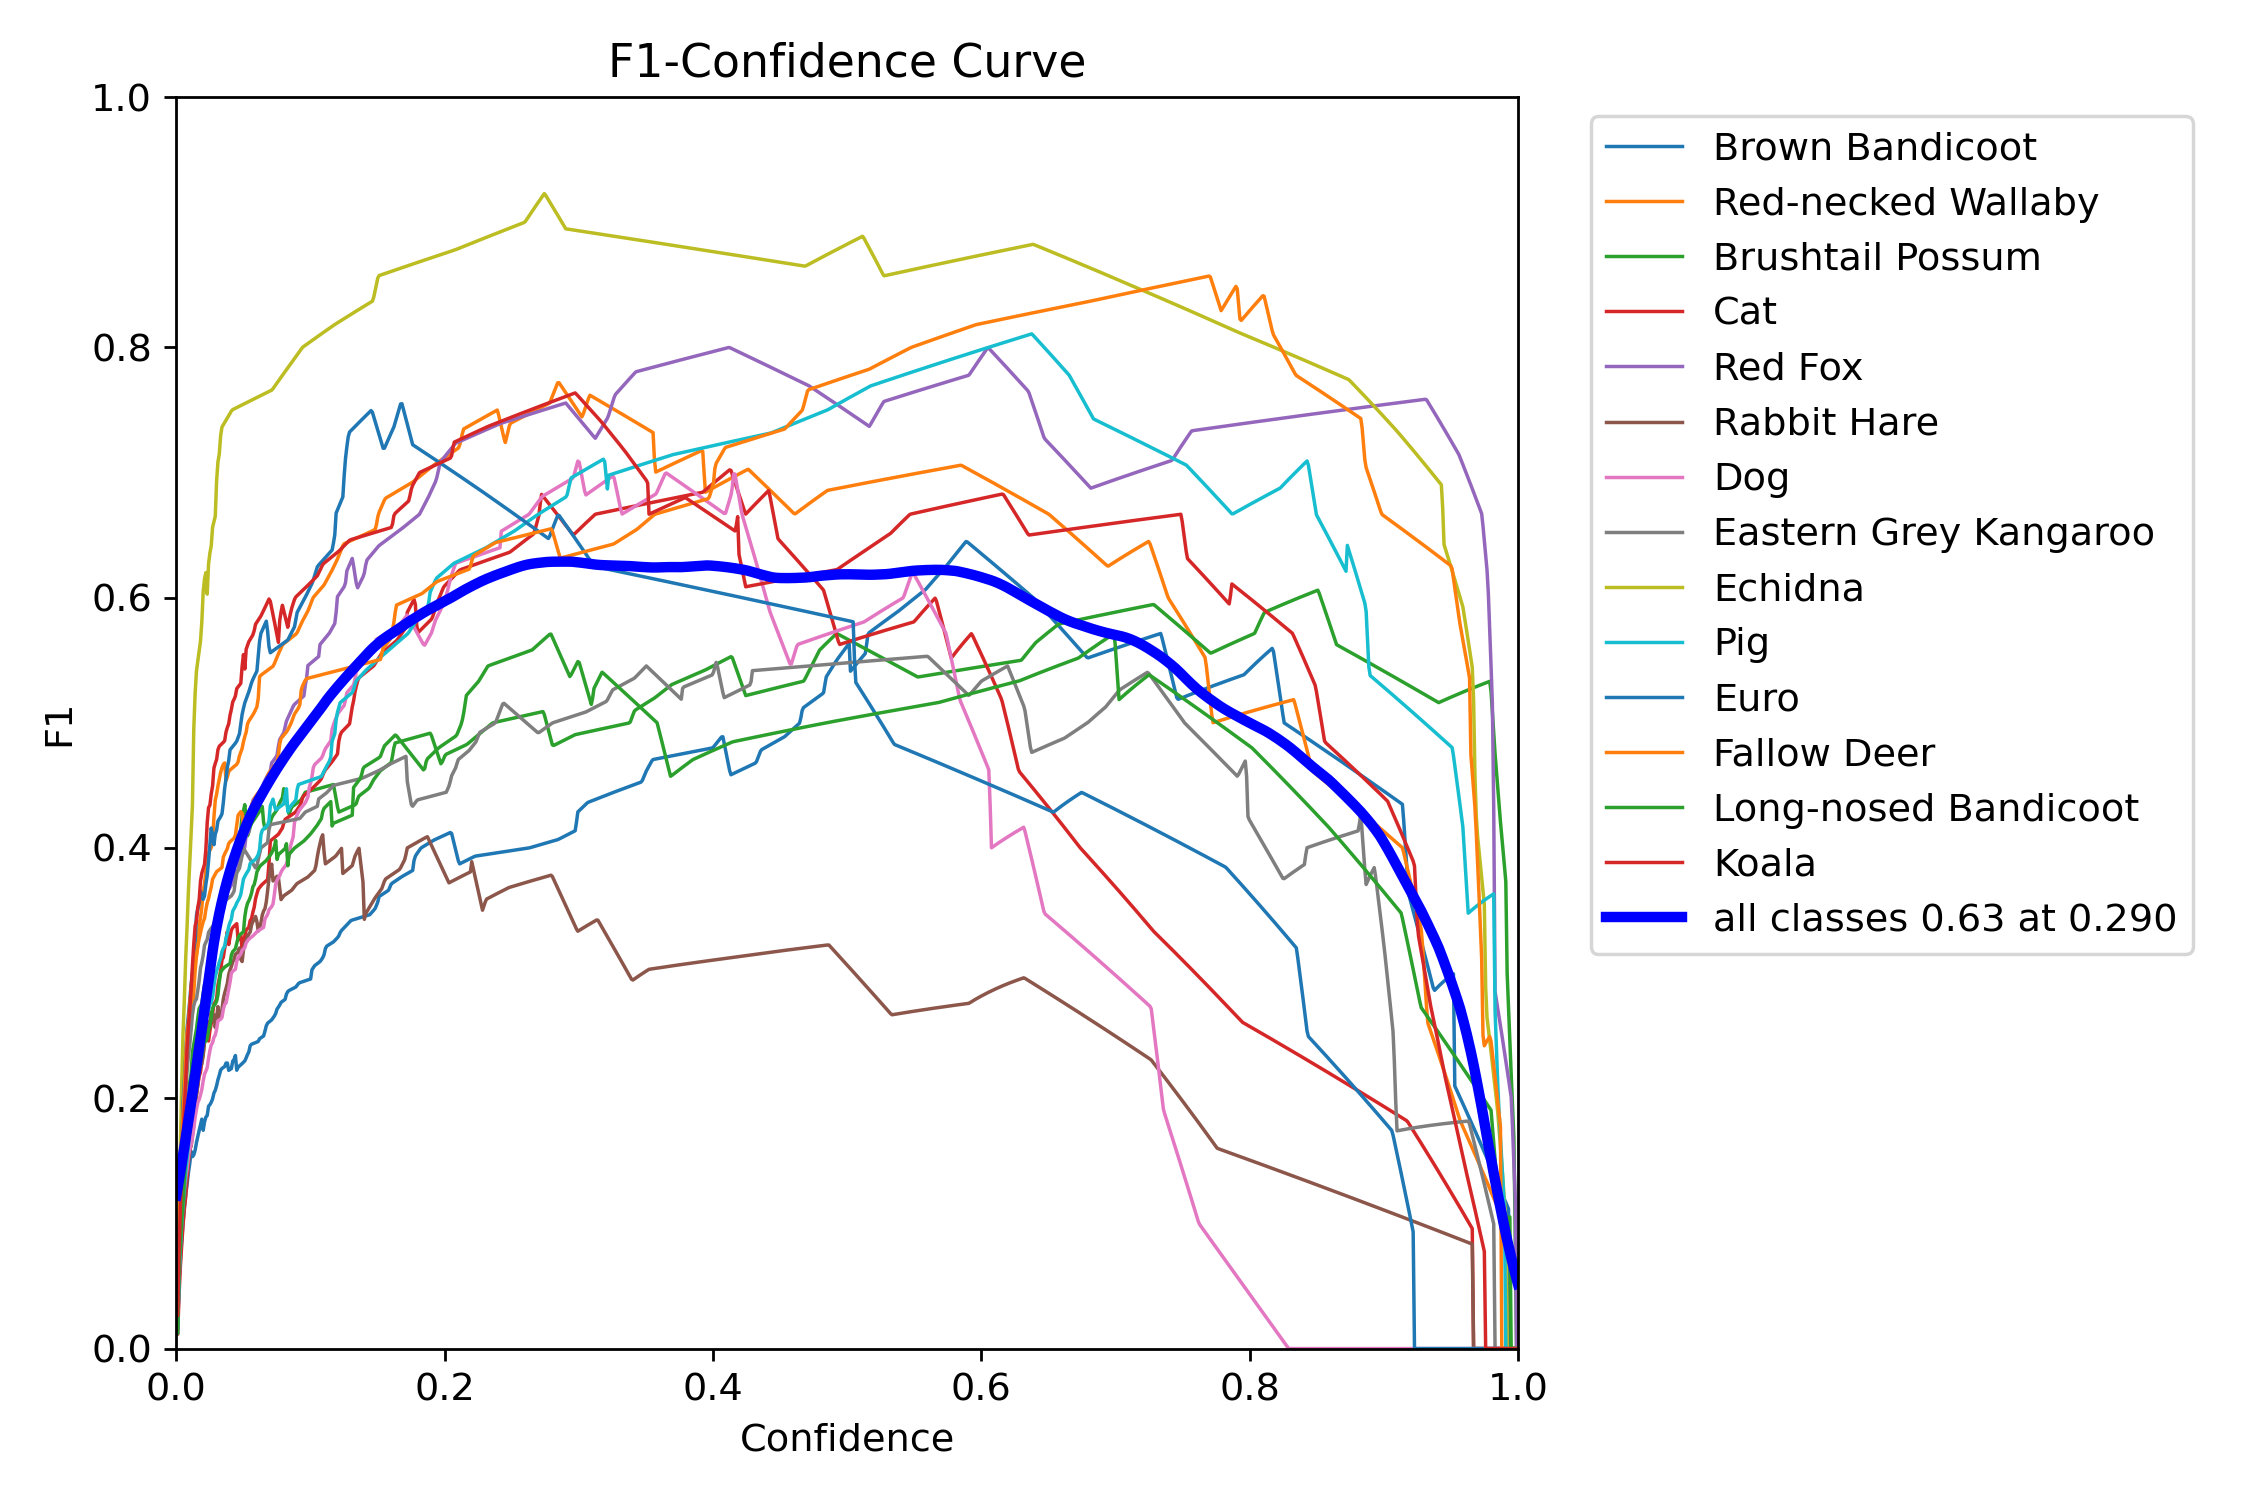 F1-Confidence Curve
1.0
0.8
0.6
0.4
0.2
0.0
F1
0.0 0.2 0.4 0.6 0.8 1.0
Confidence
Brown Bandicoot
Red-necked Wallaby
Brushtail Possum
Cat
Red Fox
Rabbit Hare
Dog
Eastern Grey Kangaroo
Echidna
Pig
Euro
Fallow Deer
Long-nosed Bandicoot
Koala
all classes 0.63 at 0.290